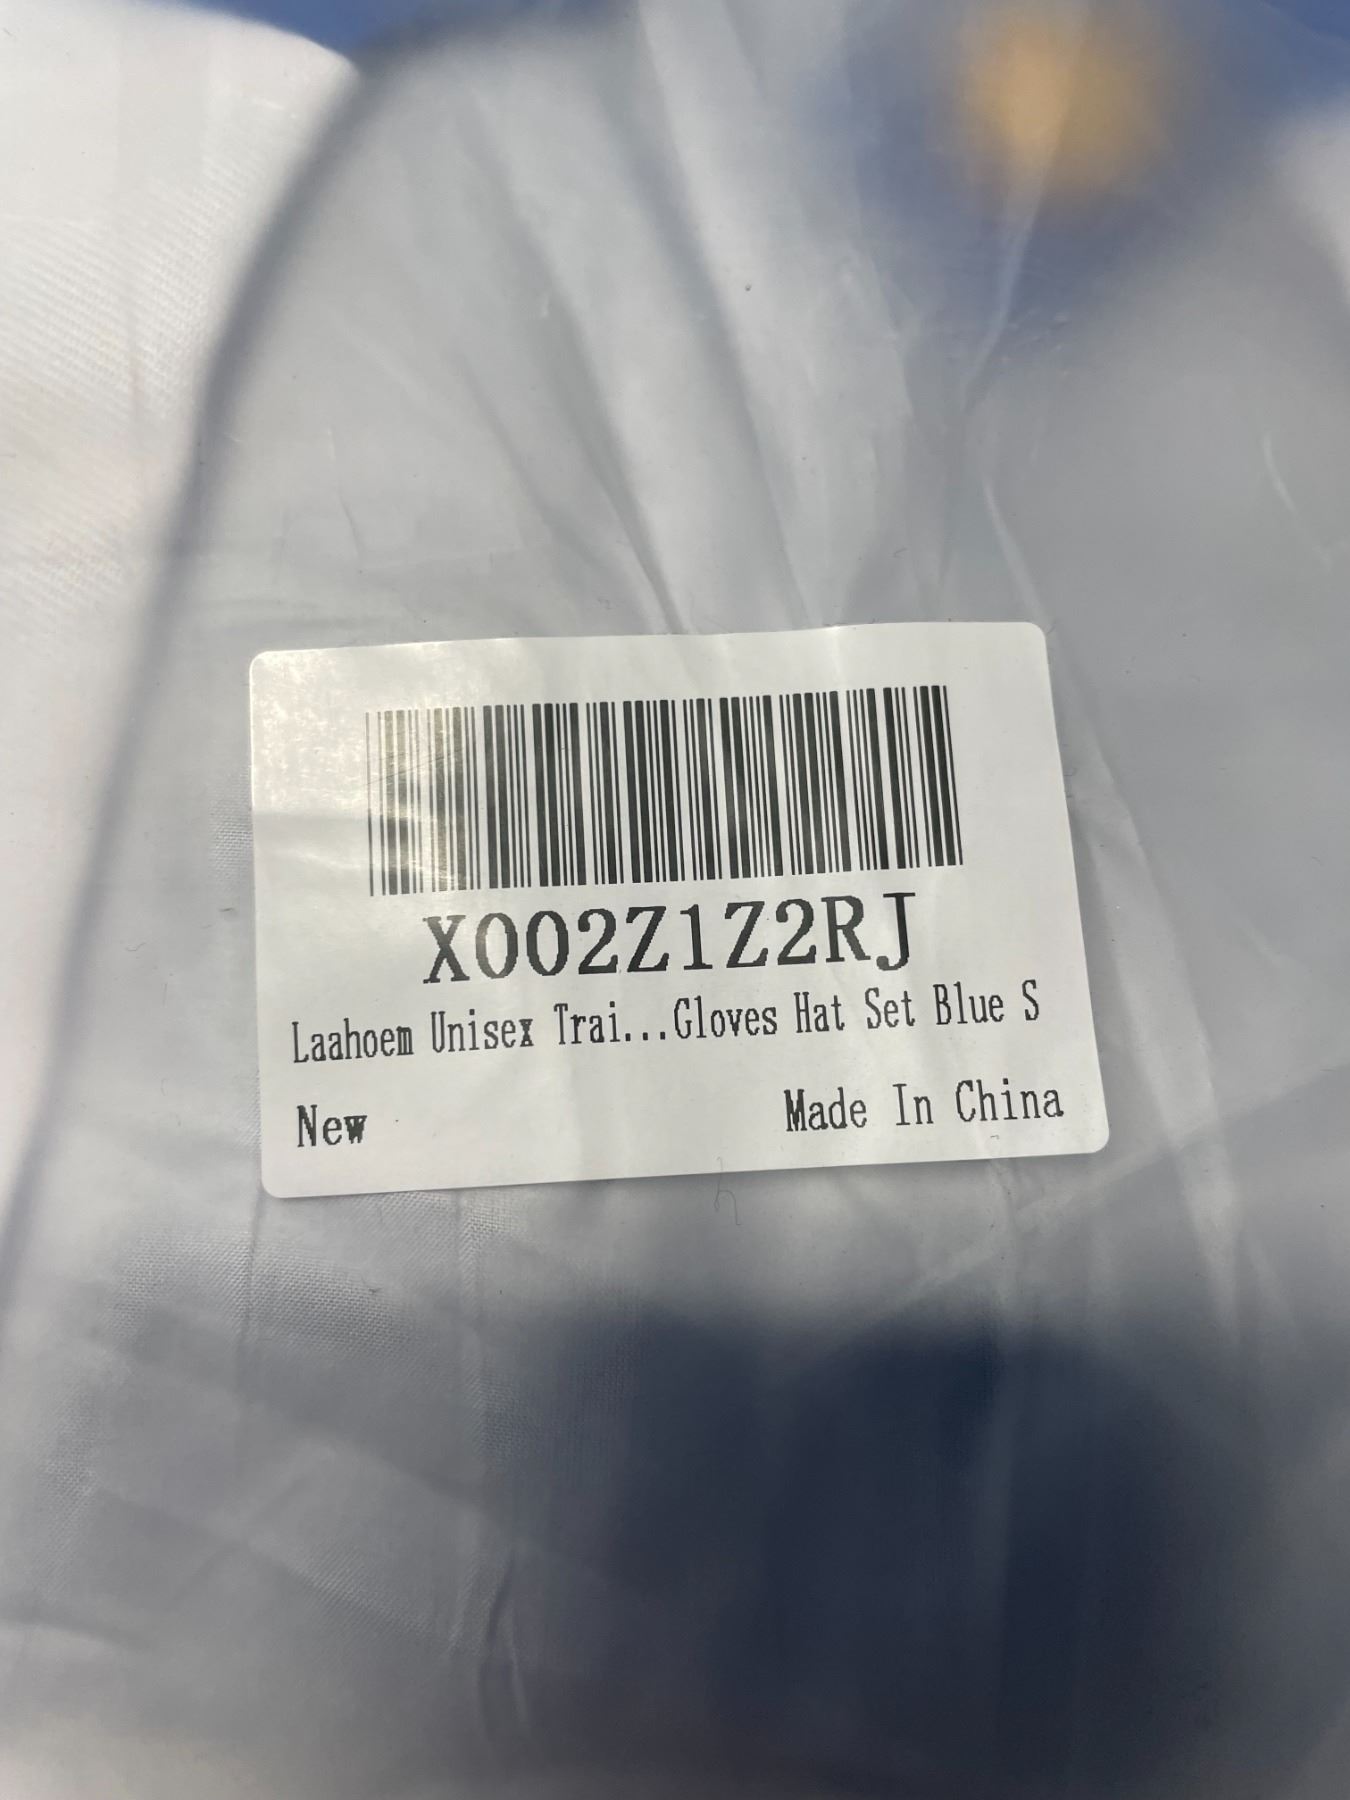 X002Z1Z2RJ
Laahoem Unisex Trai...Gloves Hat Set Blue S
New
Made In China